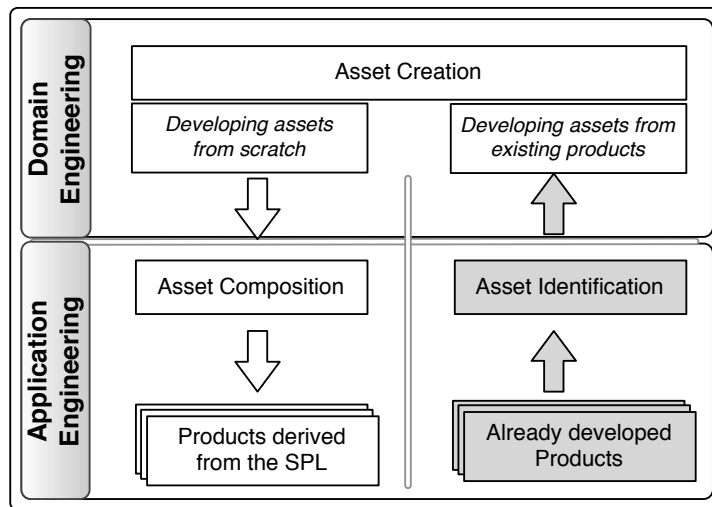 Domain
Engineering
Asset Creation
Developing assets
from scratch
Developing assets from
existing products
Application
Engineering
Asset Composition
Asset Identification
Products derived
from the SPL
Already developed
Products